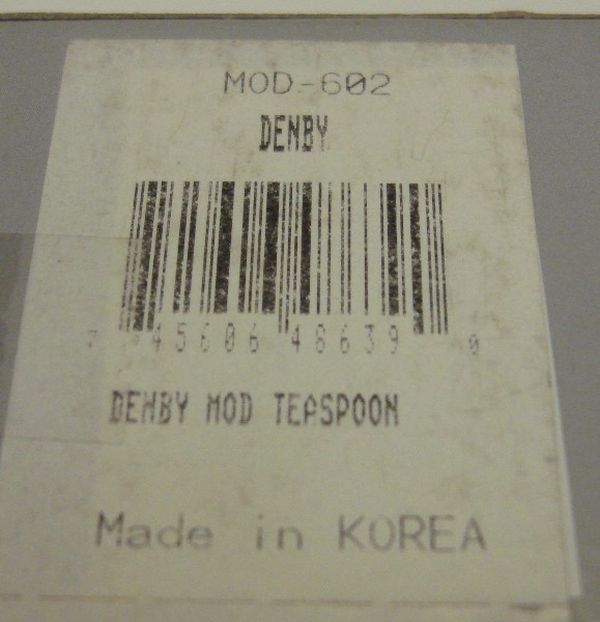 MOD-602
DENBY
7 45606 48639 0
DENBY MOD TEASPOON
Made in KOREA